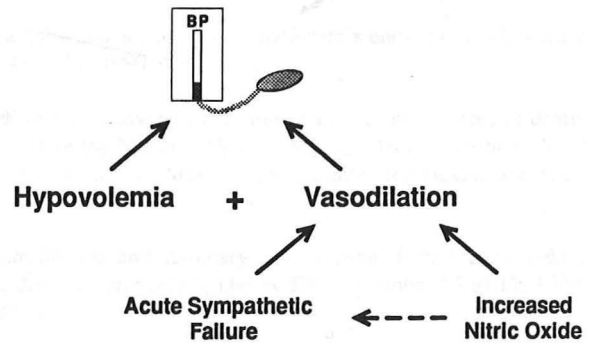 BP
Hypovolemia + Vasodilation
Acute Sympathetic
Failure
Increased
Nitric Oxide